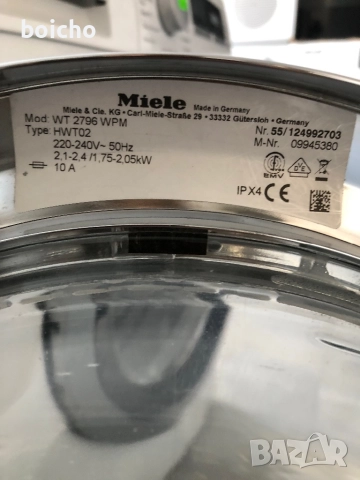 boicho
Miele Made in Germany
Miele & Cie. KG • Carl-Miele-Straße 29 • 33332 Gütersloh • Germany
Mod: WT 2796 WPM Nr. 55/124992703
Type: HWT02 M-Nr. 09945380
220-240V~ 50Hz
2,1-2,4 /1,75-2,05kW
10 A
EMV
IPX4 CE
BAZAR